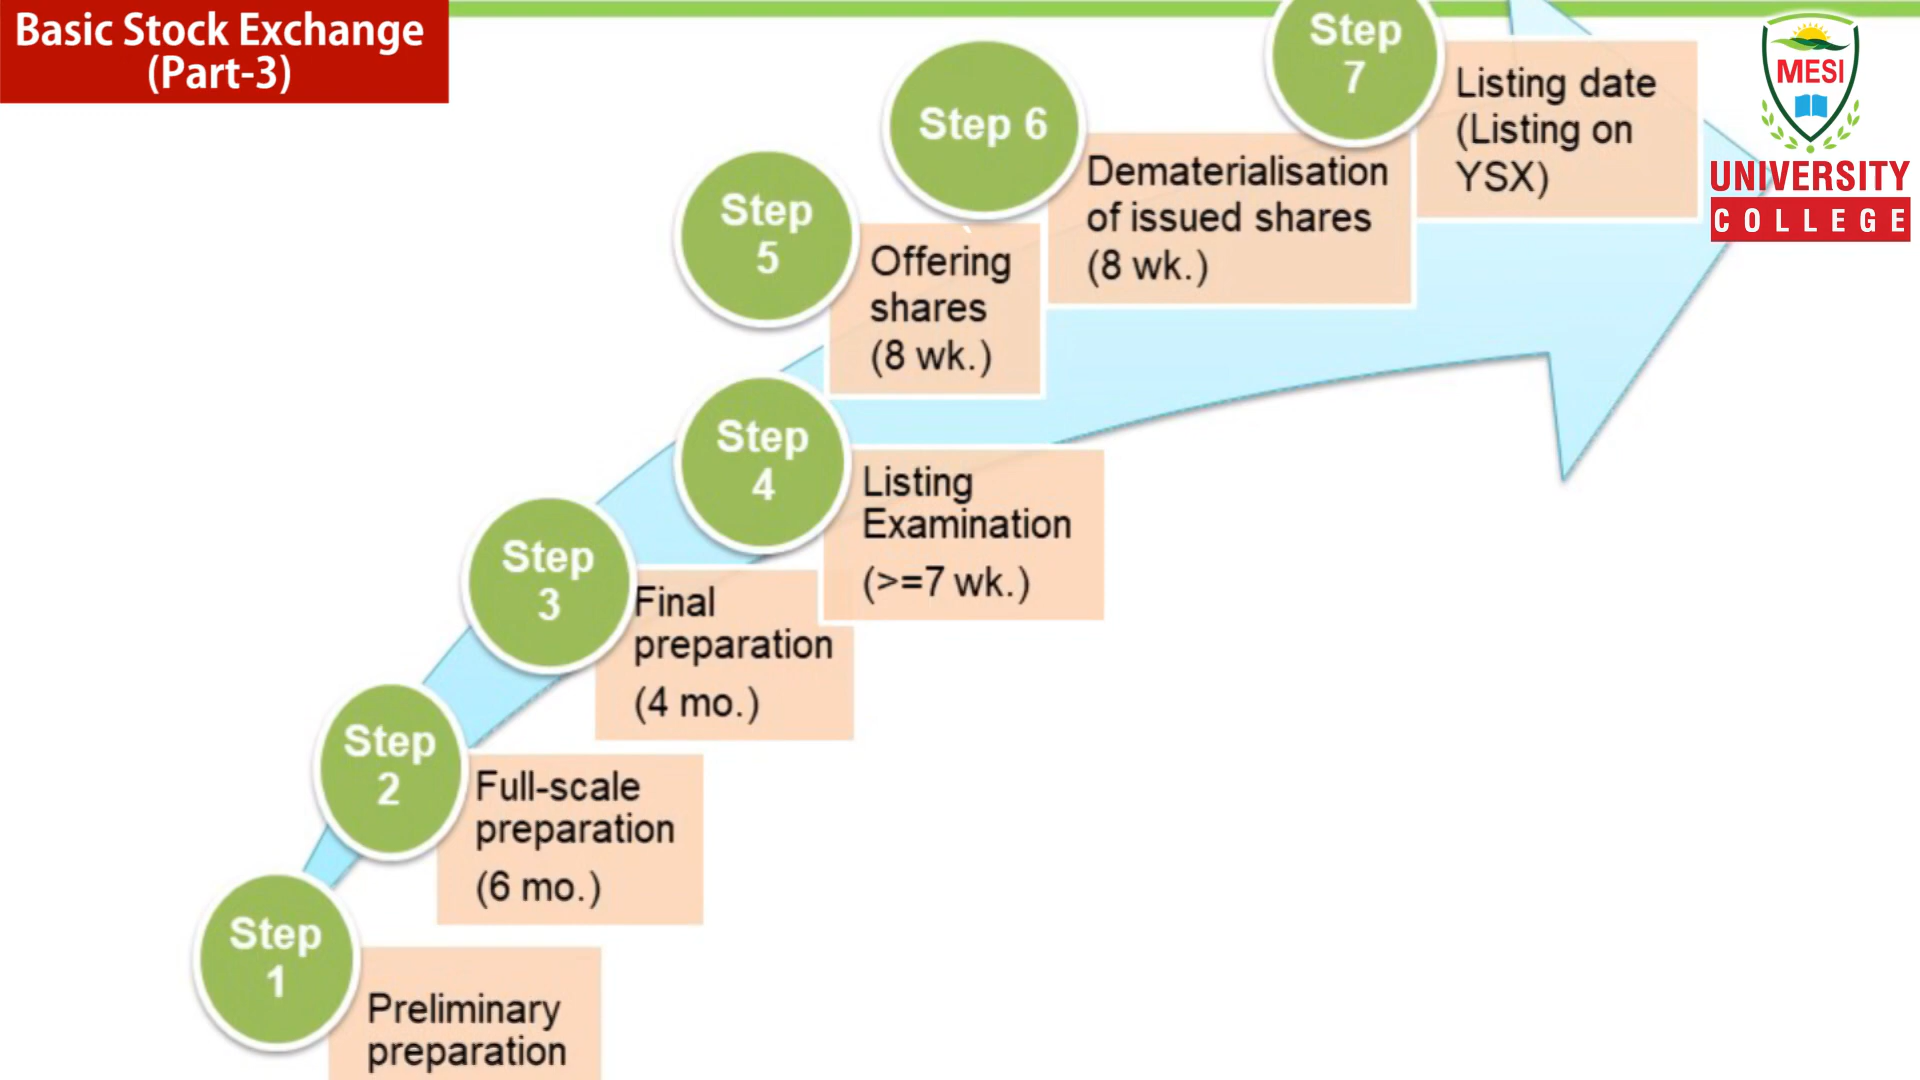 Basic Stock Exchange
(Part-3)
Step
7
Listing date
(Listing on
YSX)
MESI
UNIVERSITY
COLLEGE
Step 6
Dematerialisation
of issued shares
(8 wk.)
Step
5
Offering
shares
(8 wk.)
Step
4
Listing
Examination
(>=7 wk.)
Step
3
Final
preparation
(4 mo.)
Step
2
Full-scale
preparation
(6 mo.)
Step
1
Preliminary
preparation